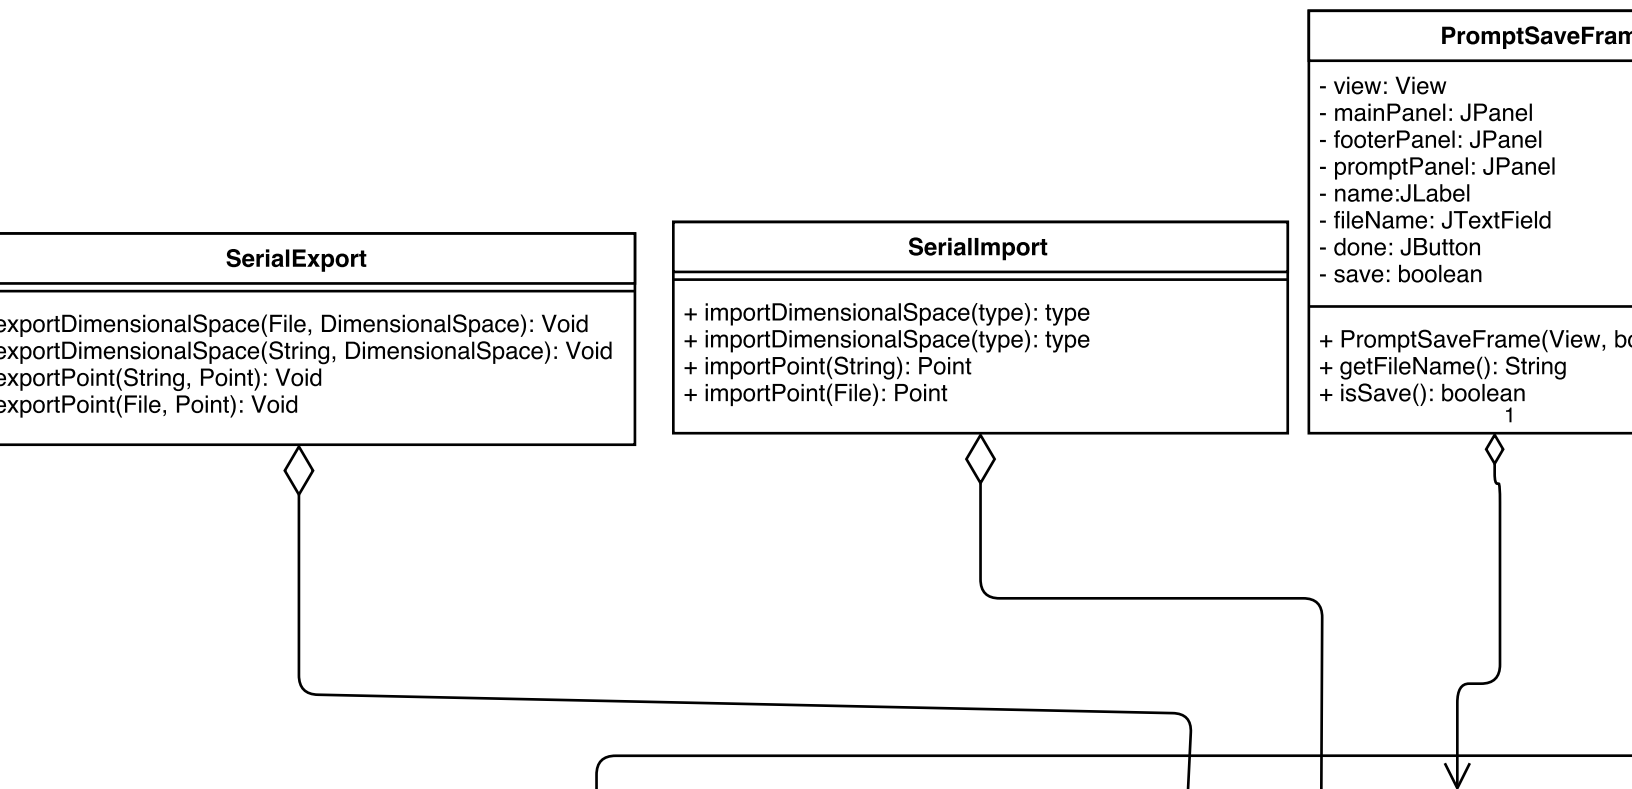 SerialExport
exportDimensionalSpace(File, DimensionalSpace): Void
exportDimensionalSpace(String, DimensionalSpace): Void
exportPoint(String, Point): Void
exportPoint(File, Point): Void
SerialImport
+ importDimensionalSpace(type): type
+ importDimensionalSpace(type): type
+ importPoint(String): Point
+ importPoint(File): Point
PromptSaveFram
- view: View
- mainPanel: JPanel
- footerPanel: JPanel
- promptPanel: JPanel
- name:JLabel
- fileName: JTextField
- done: JButton
- save: boolean
+ PromptSaveFrame(View, bo
+ getFileName(): String
+ isSave(): boolean
1